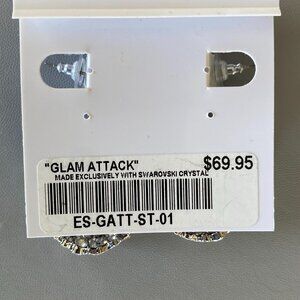 "GLAM ATTACK" $69.95
MADE EXCLUSIVELY WITH SWAROVSKI CRYSTAL
ES-GATT-ST-01